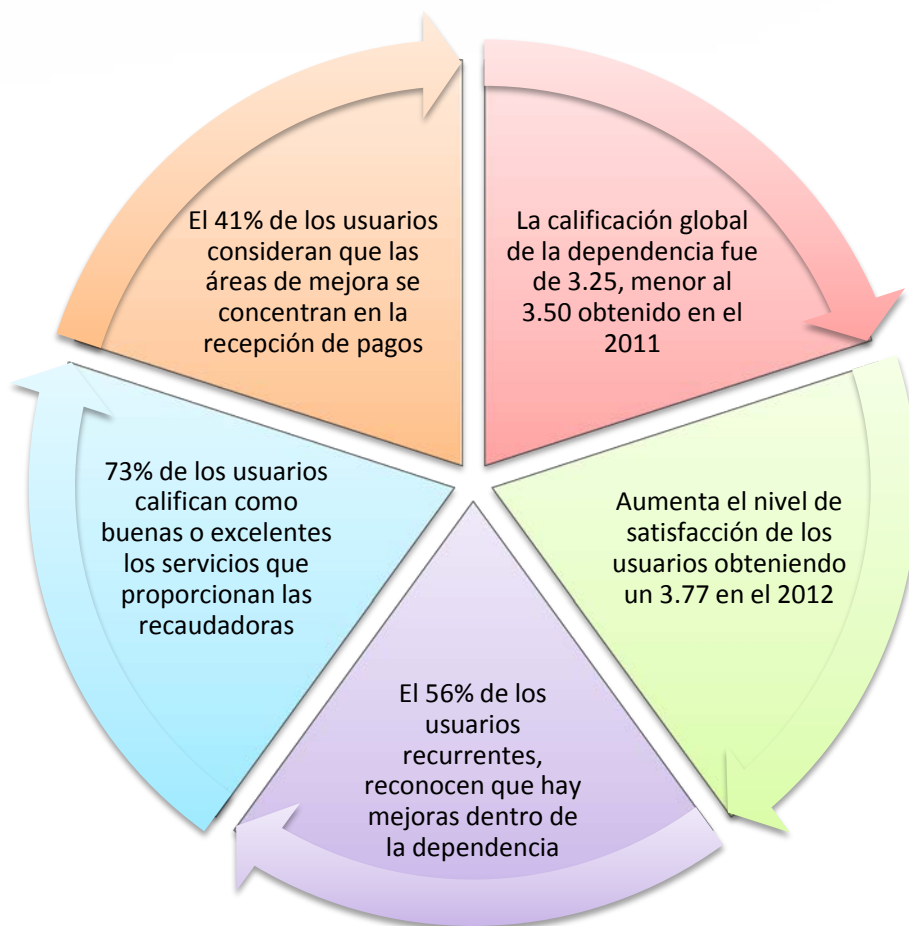 La calificación global
de la dependencia fue
de 3.25, menor al
3.50 obtenido en el
2011
Aumenta el nivel de
satisfacción de los
usuarios obteniendo
un 3.77 en el 2012
El 56% de los
usuarios
recurrentes,
reconocen que hay
mejoras dentro de
la dependencia
73% de los usuarios
califican como
buenas o excelentes
los servicios que
proporcionan las
recaudadoras
El 41% de los usuarios
consideran que las
áreas de mejora se
concentran en la
recepción de pagos